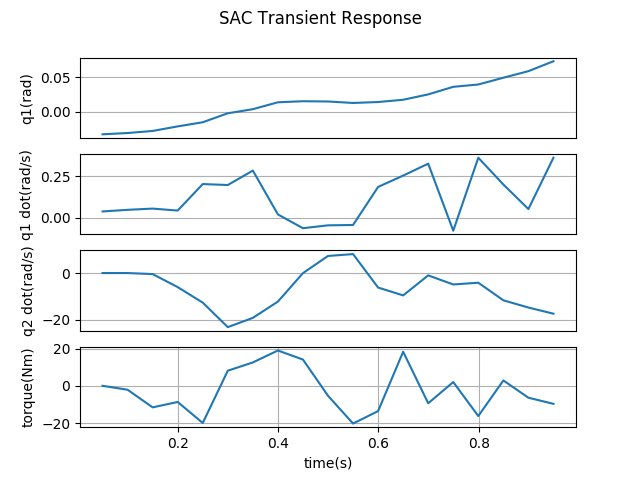 SAC Transient Response
q1(rad)
0.05
0.00
q1 dot(rad/s)
0.25
0.00
q2 dot(rad/s)
0
−20
torque(Nm)
20
0
−20
0.2 0.4 0.6 0.8
time(s)